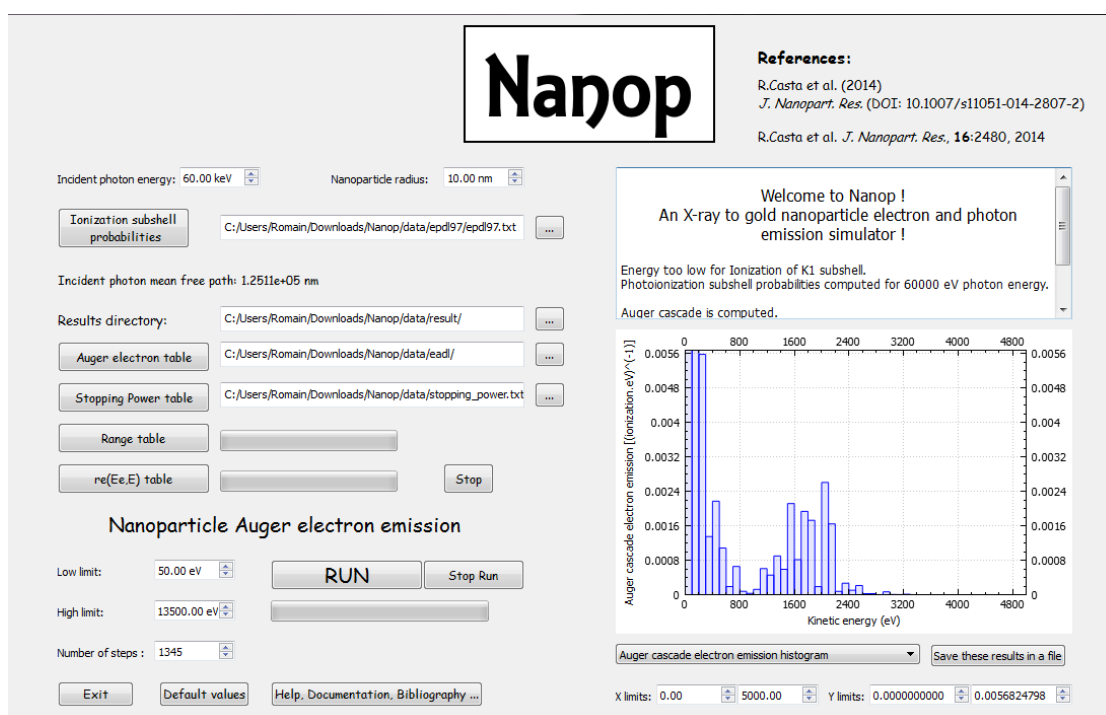 Nanop
References:
R.Casta et al. (2014)
J. Nanopart. Res. (DOI: 10.1007/s11051-014-2807-2)
R.Casta et al. J. Nanopart. Res., 16:2480, 2014
Incident photon energy: 60.00 keV
Nanoparticle radius: 10.00 nm
Ionization subshell
probabilities
C:/Users/Romain/Downloads/Nanop/data/epdl97/epdl97.txt
...
Incident photon mean free path: 1.2511e+05 nm
Results directory:
C:/Users/Romain/Downloads/Nanop/data/result/
...
Auger electron table
C:/Users/Romain/Downloads/Nanop/data/eadl/
...
Stopping Power table
C:/Users/Romain/Downloads/Nanop/data/stopping_power.txt
...
Range table
re(Ee,E) table
Stop
Nanoparticle Auger electron emission
Low limit: 50.00 eV
RUN
Stop Run
High limit: 13500.00 eV
Number of steps : 1345
Exit
Default values
Help, Documentation, Bibliography ...
Welcome to Nanop !
An X-ray to gold nanoparticle electron and photon
emission simulator !
Energy too low for Ionization of K1 subshell.
Photoionization subshell probabilities computed for 60000 eV photon energy.
Auger cascade is computed.
0 800 1600 2400 3200 4000 4800
Auger cascade electron emission [(ionization.eV)^(-1)]
0.0056 0.0056
0.0048 0.0048
0.004 0.004
0.0032 0.0032
0.0024 0.0024
0.0016 0.0016
0.0008 0.0008
0 0
0 800 1600 2400 3200 4000 4800
Kinetic energy (eV)
Auger cascade electron emission histogram
Save these results in a file
X limits: 0.00 5000.00 Y limits: 0.0000000000 0.0056824798